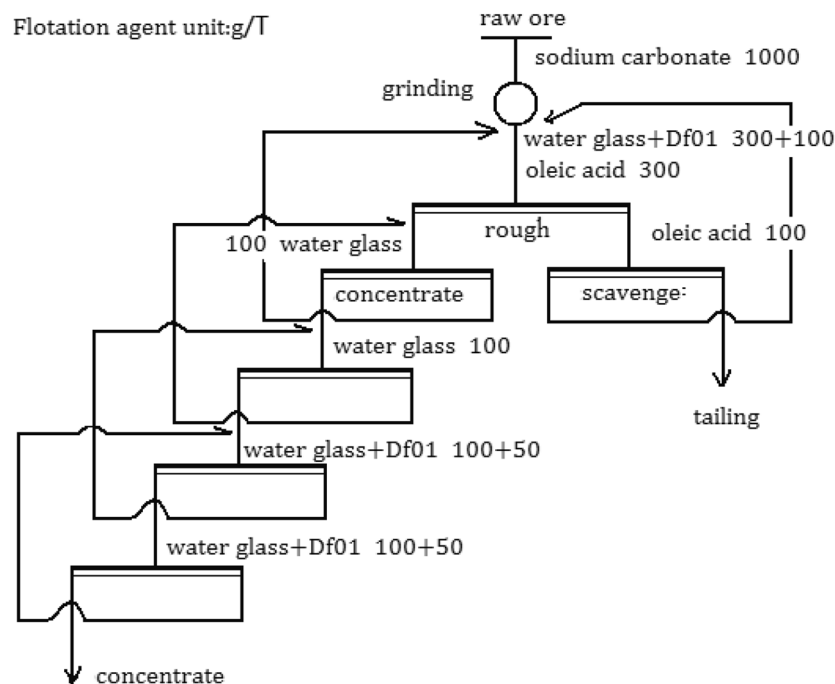 Flotation agent unit:g/T
raw ore
sodium carbonate 1000
grinding
water glass+Df01 300+100
oleic acid 300
rough
oleic acid 100
100 water glass
concentrate
scavenge:
water glass 100
tailing
water glass+Df01 100+50
water glass+Df01 100+50
concentrate